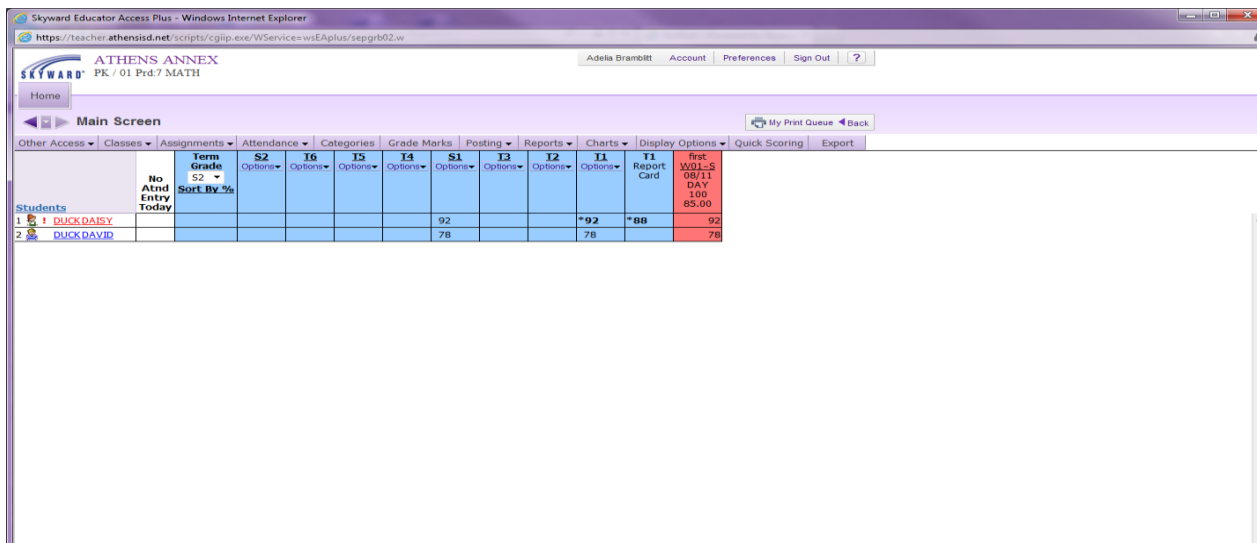 Skyward Educator Access Plus - Windows Internet Explorer
https://teacher.athensisd.net/scripts/cgiip.exe/WService=wsEAplus/sepgrb02.w
SKYWARD® ATHENS ANNEX
PK / 01 Prd:7 MATH
Adelia Bramblitt Account Preferences Sign Out ?
Home
Main Screen
My Print Queue Back
Other Access Classes Assignments Attendance Categories Grade Marks Posting Reports Charts Display Options Quick Scoring Export
Students
No
Atnd
Entry
Today
Term
Grade
S2
Sort By %
S2
Options
T6
Options
T5
Options
T4
Options
S1
Options
T3
Options
T2
Options
T1
Options
T1
Report
Card
first
W01-S
08/11
DAY
100
85.00
1 ! DUCK DAISY 92 *92 *88 92
2 DUCK DAVID 78 78 78